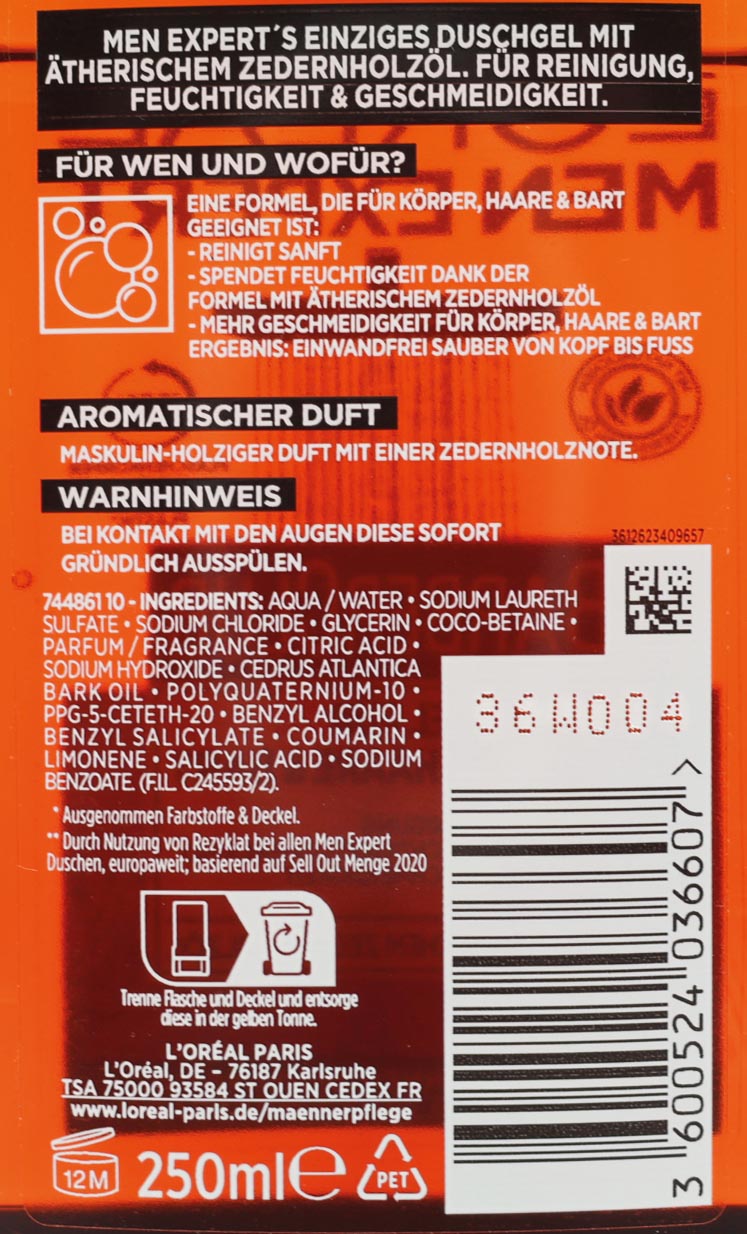 MEN EXPERT´S EINZIGES DUSCHGEL MIT
ÄTHERISCHEM ZEDERNHOLZÖL. FÜR REINIGUNG,
FEUCHTIGKEIT & GESCHMEIDIGKEIT.
FÜR WEN UND WOFÜR?
EINE FORMEL, DIE FÜR KÖRPER, HAARE & BART
GEEIGNET IST:
- REINIGT SANFT
- SPENDET FEUCHTIGKEIT DANK DER
FORMEL MIT ÄTHERISCHEM ZEDERNHOLZÖL
- MEHR GESCHMEIDIGKEIT FÜR KÖRPER, HAARE & BART
ERGEBNIS: EINWANDFREI SAUBER VON KOPF BIS FUSS
AROMATISCHER DUFT
MASKULIN-HOLZIGER DUFT MIT EINER ZEDERNHOLZNOTE.
WARNHINWEIS
BEI KONTAKT MIT DEN AUGEN DIESE SOFORT
GRÜNDLICH AUSSPÜLEN.
3612623409657
744861 10 - INGREDIENTS: AQUA / WATER • SODIUM LAURETH
SULFATE • SODIUM CHLORIDE • GLYCERIN • COCO-BETAINE •
PARFUM / FRAGRANCE • CITRIC ACID •
SODIUM HYDROXIDE • CEDRUS ATLANTICA
BARK OIL • POLYQUATERNIUM-10 •
PPG-5-CETETH-20 • BENZYL ALCOHOL •
BENZYL SALICYLATE • COUMARIN •
LIMONENE • SALICYLIC ACID • SODIUM
BENZOATE. (F.I.L. C245593/2).
* Ausgenommen Farbstoffe & Deckel.
** Durch Nutzung von Rezyklat bei allen Men Expert
Duschen, europaweit; basierend auf Sell Out Menge 2020
Trenne Flasche und Deckel und entsorge
diese in der gelben Tonne.
L'ORÉAL PARIS
L'Oréal, DE – 76187 Karlsruhe
TSA 75000 93584 ST OUEN CEDEX FR
www.loreal-paris.de/maennerpflege
12M
250ml e
PET
36W004
3 600524 036607 >